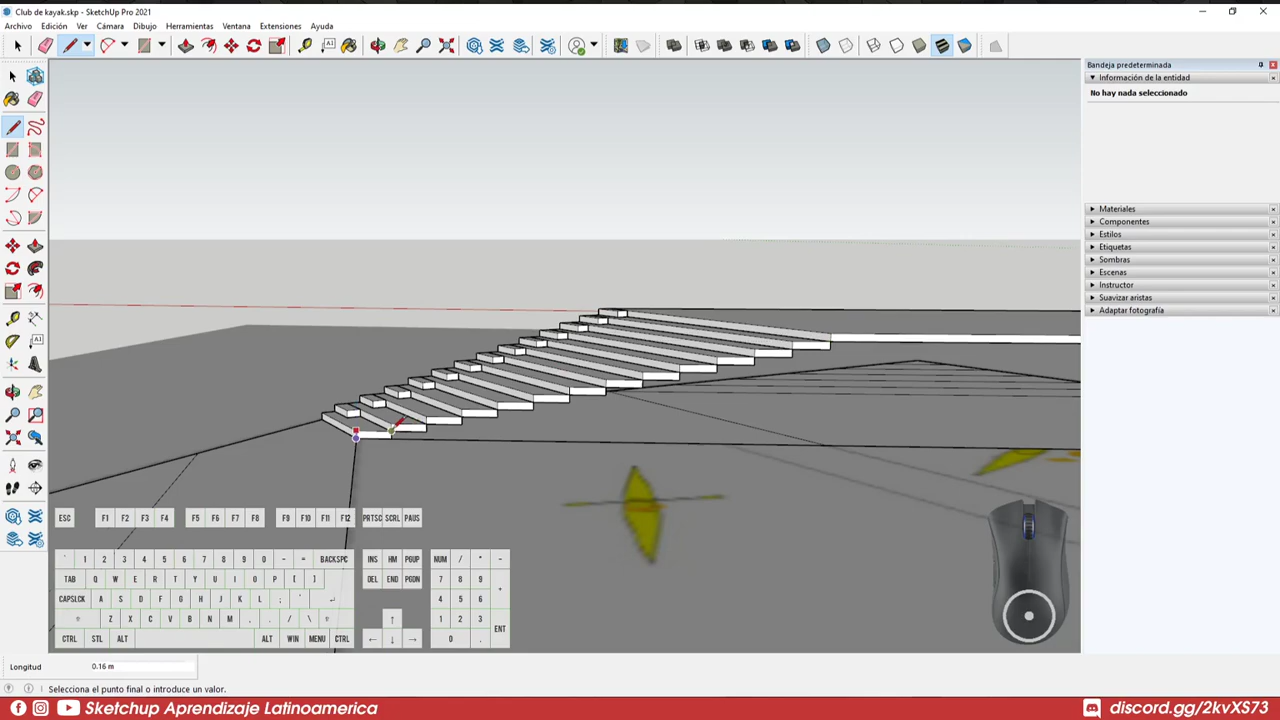 Club de kayak.skp - SketchUp Pro 2021
Archivo Edición Ver Cámara Dibujo Herramientas Ventana Extensiones Ayuda
Bandeja predeterminada
Información de la entidad
No hay nada seleccionado
Materiales
Componentes
Estilos
Etiquetas
Sombras
Escenas
Instructor
Suavizar aristas
Adaptar fotografía
ESC F1 F2 F3 F4 F5 F6 F7 F8 F9 F10 F11 F12 PRTSC SCRL PAUS
` 1 2 3 4 5 6 7 8 9 0 - = BACKSPC INS HM PGUP NUM / * -
TAB Q W E R T Y U I O P [ ] DEL END PGDN 7 8 9 +
CAPSLCK A S D F G H J K L ; ' ↵ 4 5 6
⇧ Z X C V B N M , . / \ ⇧ ↑ 1 2 3 ENT
CTRL STL ALT ALT WIN MENU CTRL ← ↓ → 0 .
Longitud 0.16 m
Selecciona el punto final o introduce un valor.
Sketchup Aprendizaje Latinoamerica
discord.gg/2kvXS73